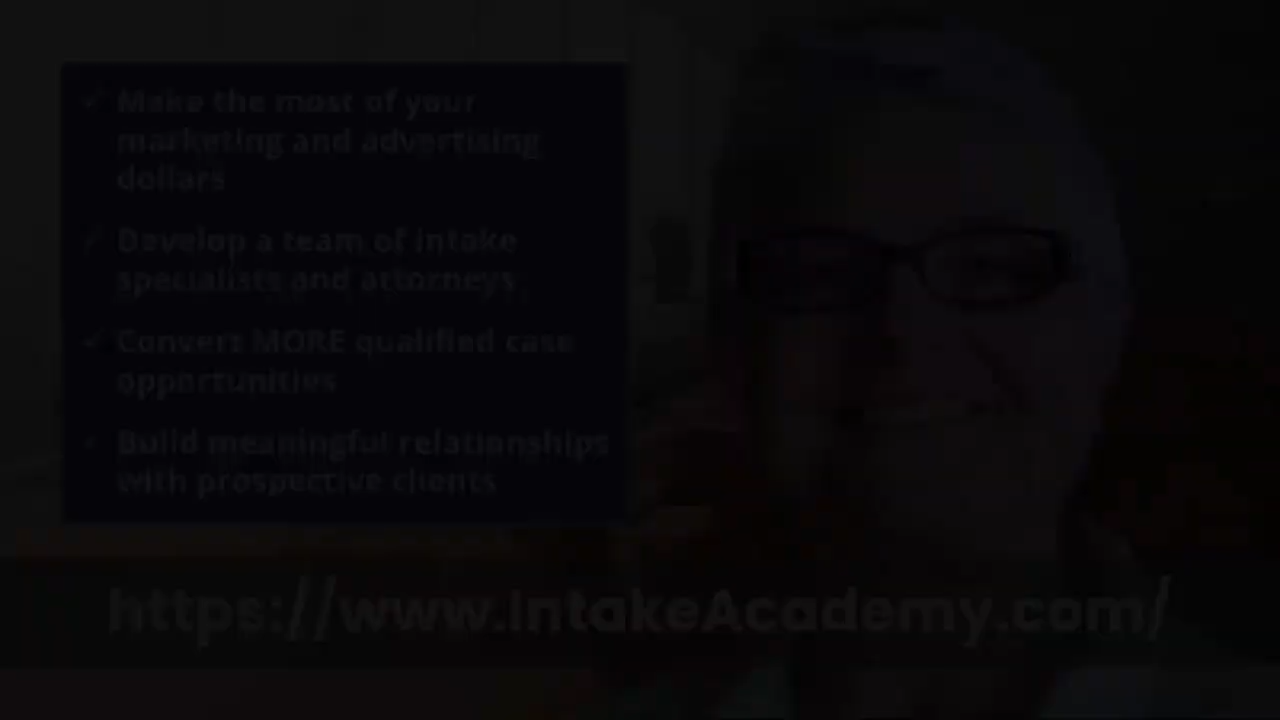 Make the most of your
marketing and advertising
dollars
Develop a team of intake
specialists and attorneys
Convert MORE qualified case
opportunities
Build meaningful relationships
with prospective clients
https://www.IntakeAcademy.com/